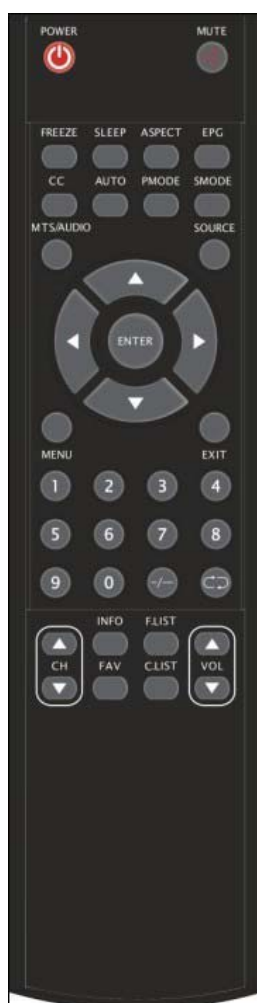 POWER MUTE
FREEZE SLEEP ASPECT EPG
CC AUTO PMODE SMODE
MTS/AUDIO SOURCE
ENTER
MENU EXIT
1 2 3 4
5 6 7 8
9 0 -/--
INFO F.LIST
CH FAV C.LIST VOL